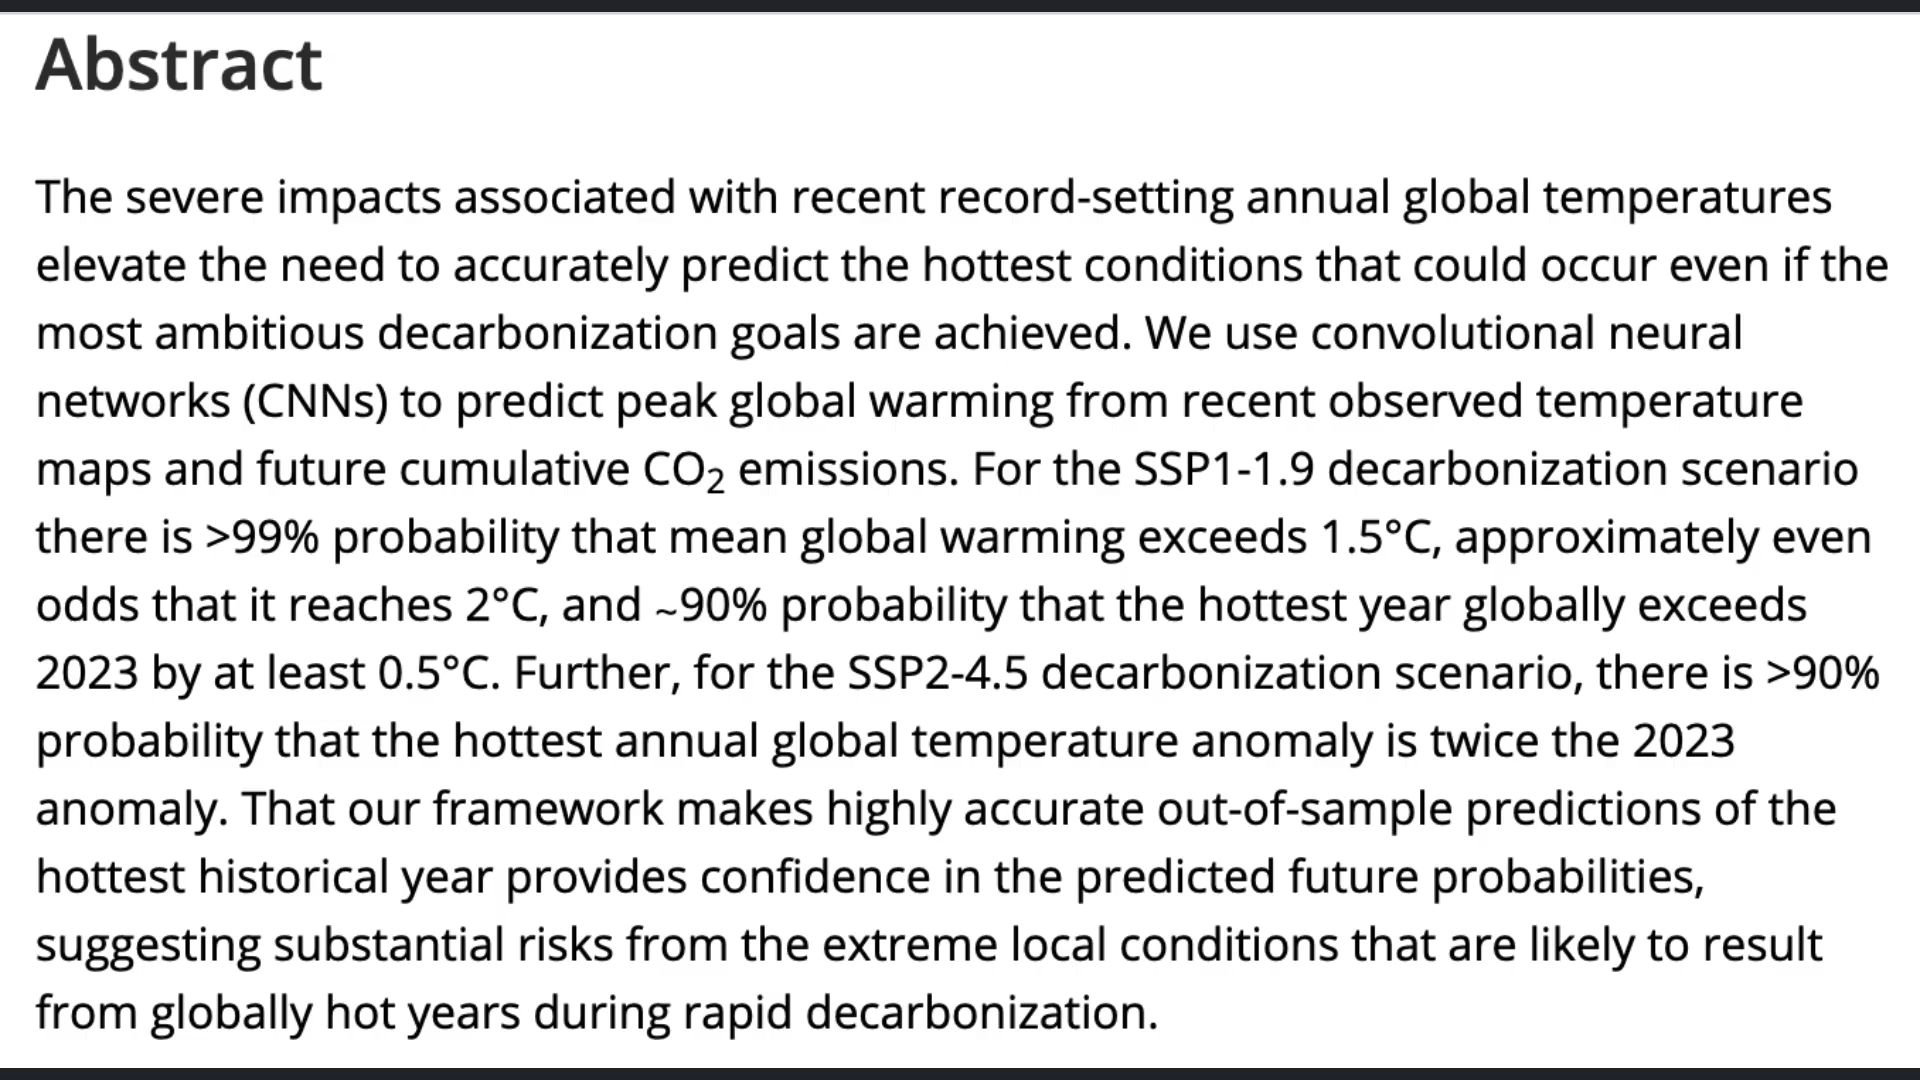 Abstract
The severe impacts associated with recent record-setting annual global temperatures
elevate the need to accurately predict the hottest conditions that could occur even if the
most ambitious decarbonization goals are achieved. We use convolutional neural
networks (CNNs) to predict peak global warming from recent observed temperature
maps and future cumulative CO₂ emissions. For the SSP1-1.9 decarbonization scenario
there is >99% probability that mean global warming exceeds 1.5°C, approximately even
odds that it reaches 2°C, and ~90% probability that the hottest year globally exceeds
2023 by at least 0.5°C. Further, for the SSP2-4.5 decarbonization scenario, there is >90%
probability that the hottest annual global temperature anomaly is twice the 2023
anomaly. That our framework makes highly accurate out-of-sample predictions of the
hottest historical year provides confidence in the predicted future probabilities,
suggesting substantial risks from the extreme local conditions that are likely to result
from globally hot years during rapid decarbonization.